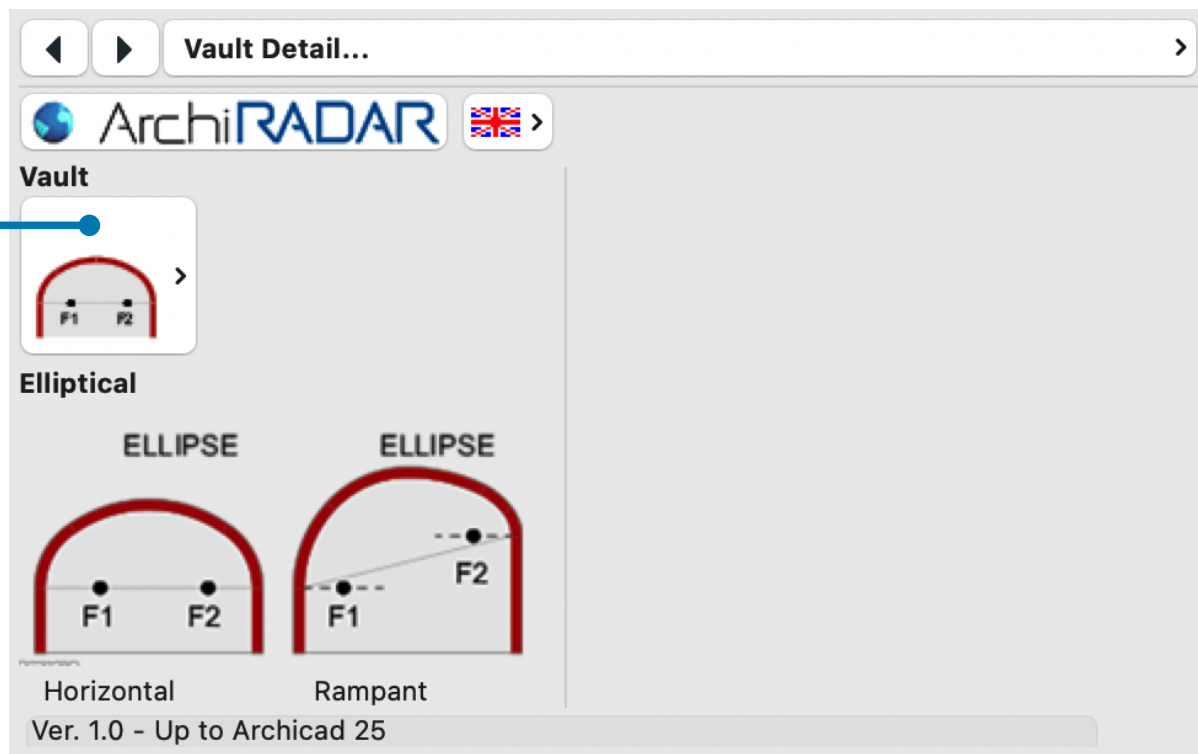 Vault Detail...
ArchiRADAR
Vault
F1 F2
Elliptical
ELLIPSE ELLIPSE
F1 F2 F1 F2
Horizontal Rampant
Ver. 1.0 - Up to Archicad 25